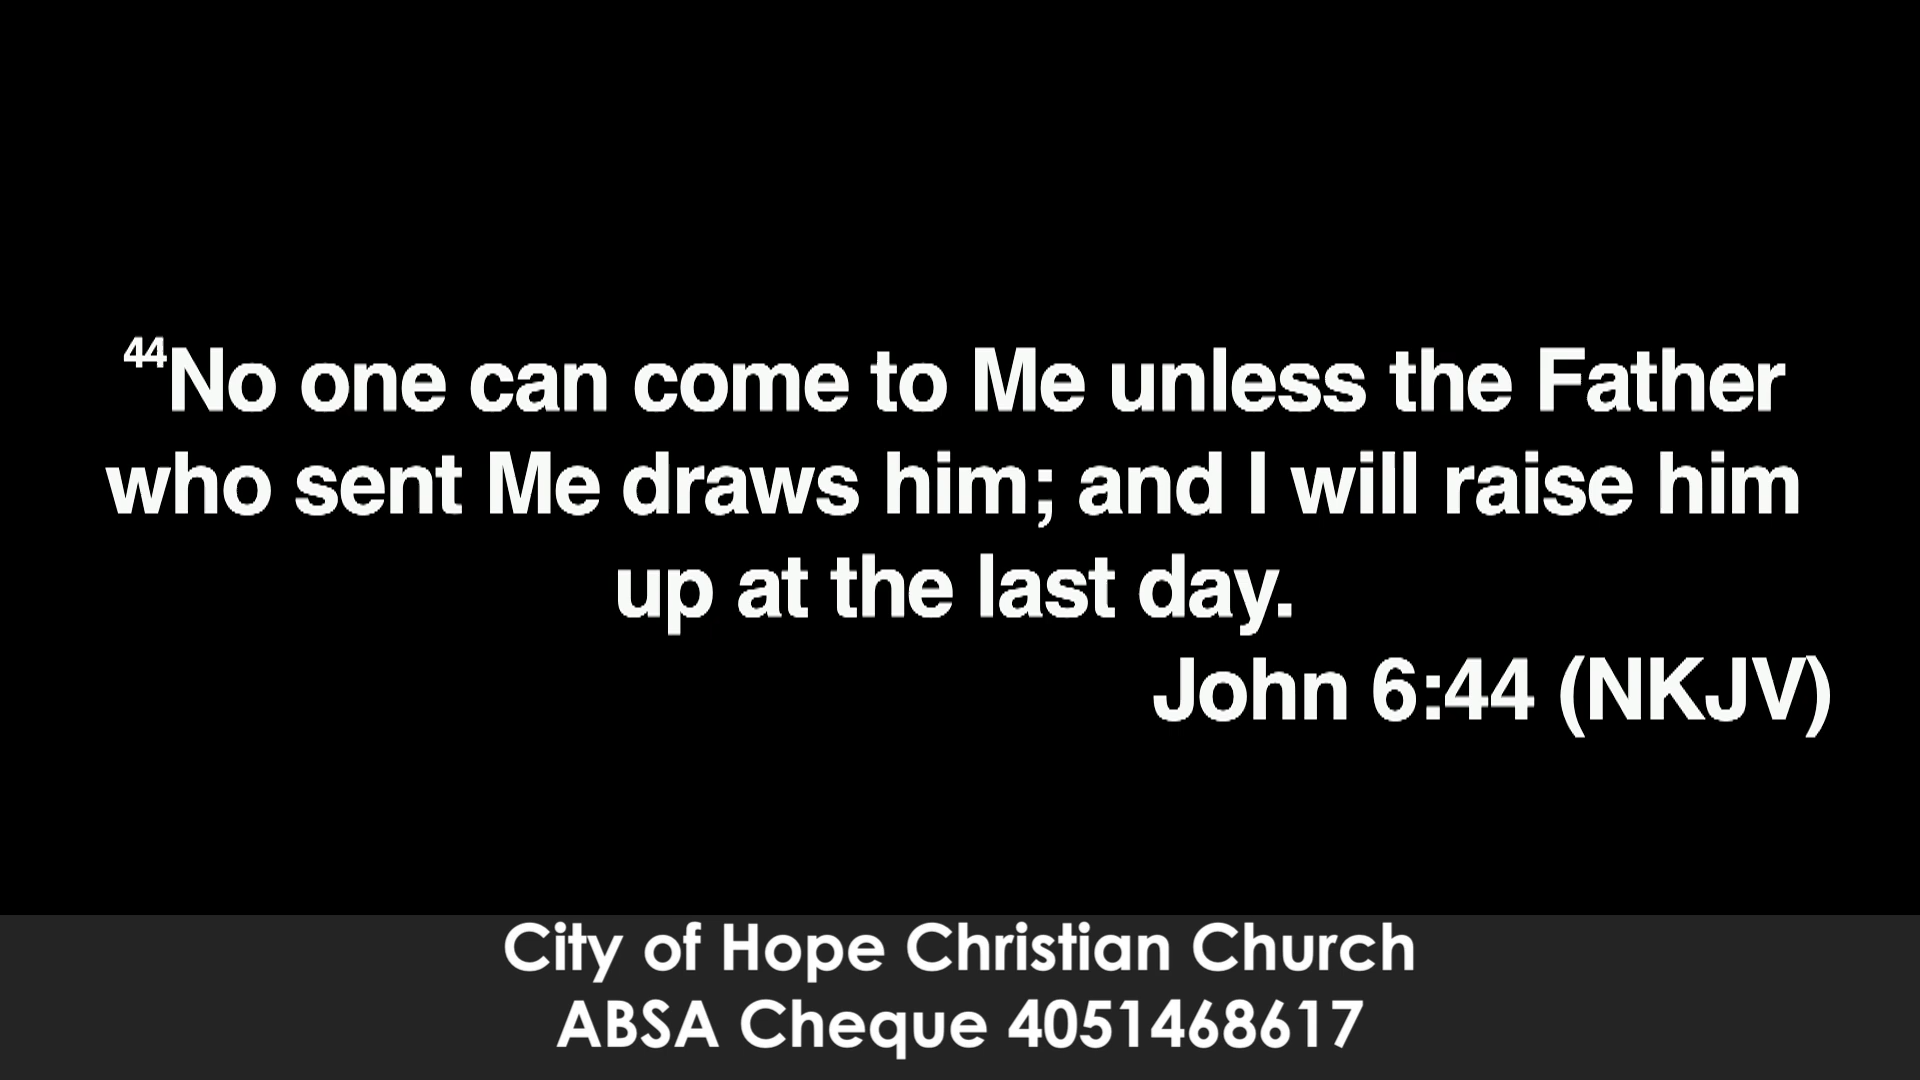 44No one can come to Me unless the Father
who sent Me draws him; and I will raise him
up at the last day.
John 6:44 (NKJV)
City of Hope Christian Church
ABSA Cheque 4051468617